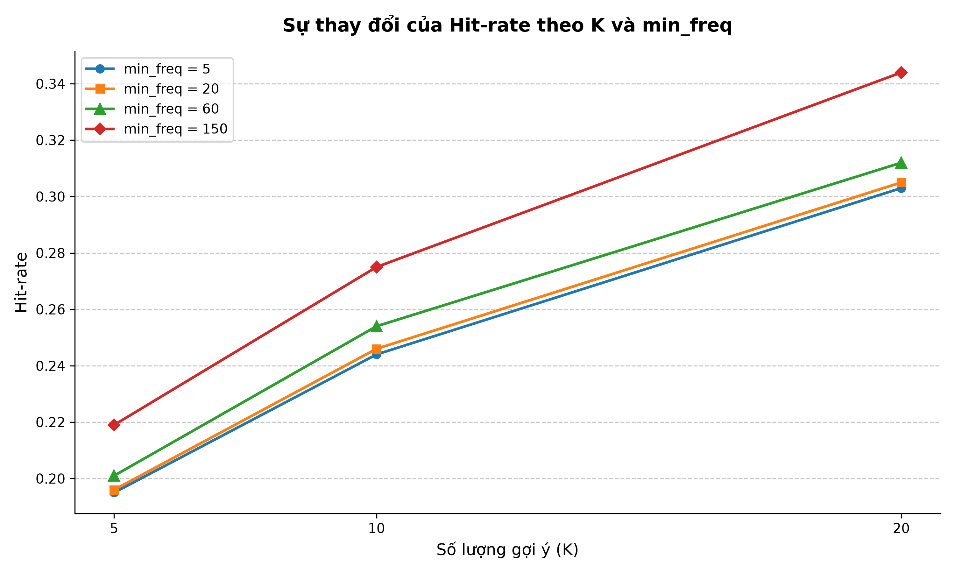 Sự thay đổi của Hit-rate theo K và min_freq
min_freq = 5
min_freq = 20
min_freq = 60
min_freq = 150
0.34
0.32
0.30
0.28
0.26
0.24
0.22
0.20
Hit-rate
5 10 20
Số lượng gợi ý (K)